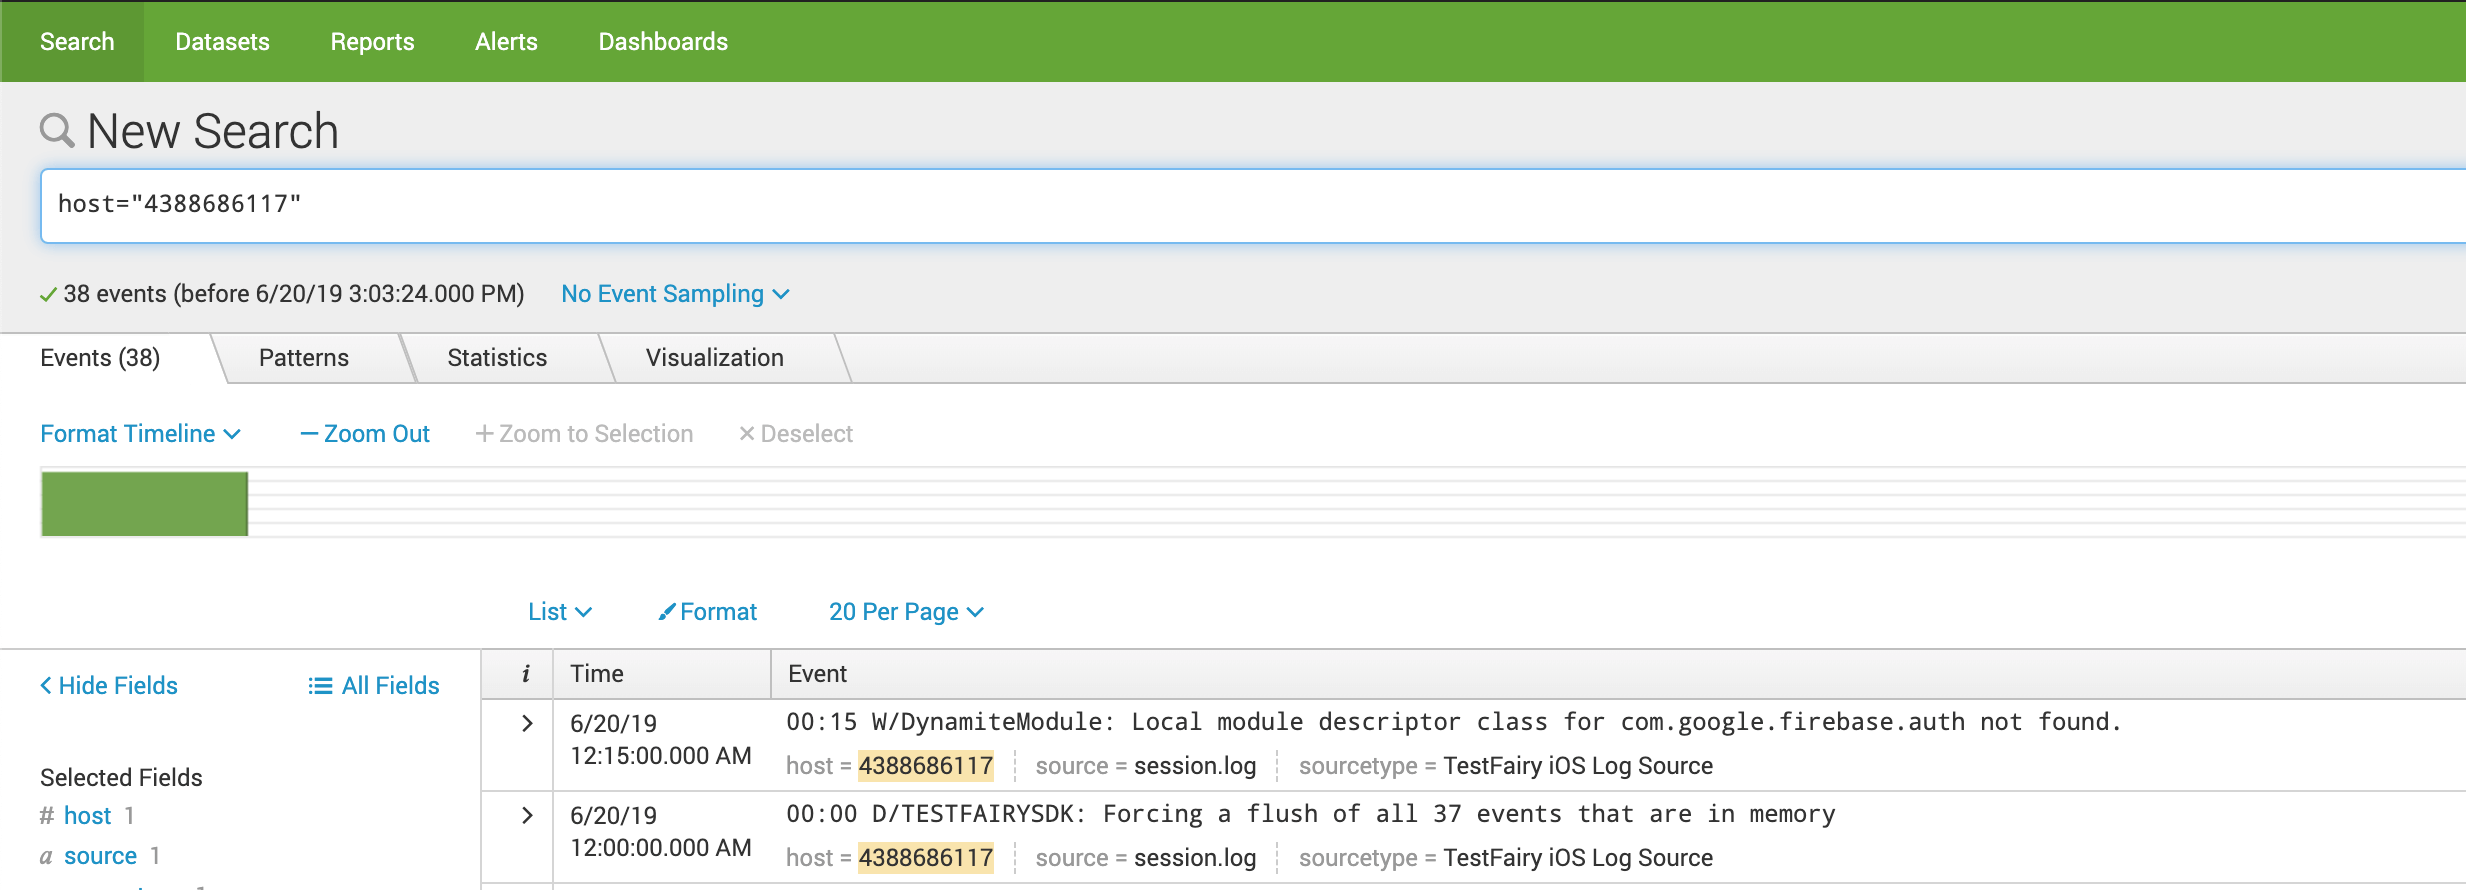 Search Datasets Reports Alerts Dashboards
New Search
host="4388686117"
38 events (before 6/20/19 3:03:24.000 PM) No Event Sampling
Events (38) Patterns Statistics Visualization
Format Timeline — Zoom Out + Zoom to Selection × Deselect
List Format 20 Per Page
< Hide Fields All Fields
i Time Event
6/20/19 12:15:00.000 AM
00:15 W/DynamiteModule: Local module descriptor class for com.google.firebase.auth not found.
host = 4388686117 source = session.log sourcetype = TestFairy iOS Log Source
6/20/19 12:00:00.000 AM
00:00 D/TESTFAIRYSDK: Forcing a flush of all 37 events that are in memory
host = 4388686117 source = session.log sourcetype = TestFairy iOS Log Source
Selected Fields
# host 1
a source 1